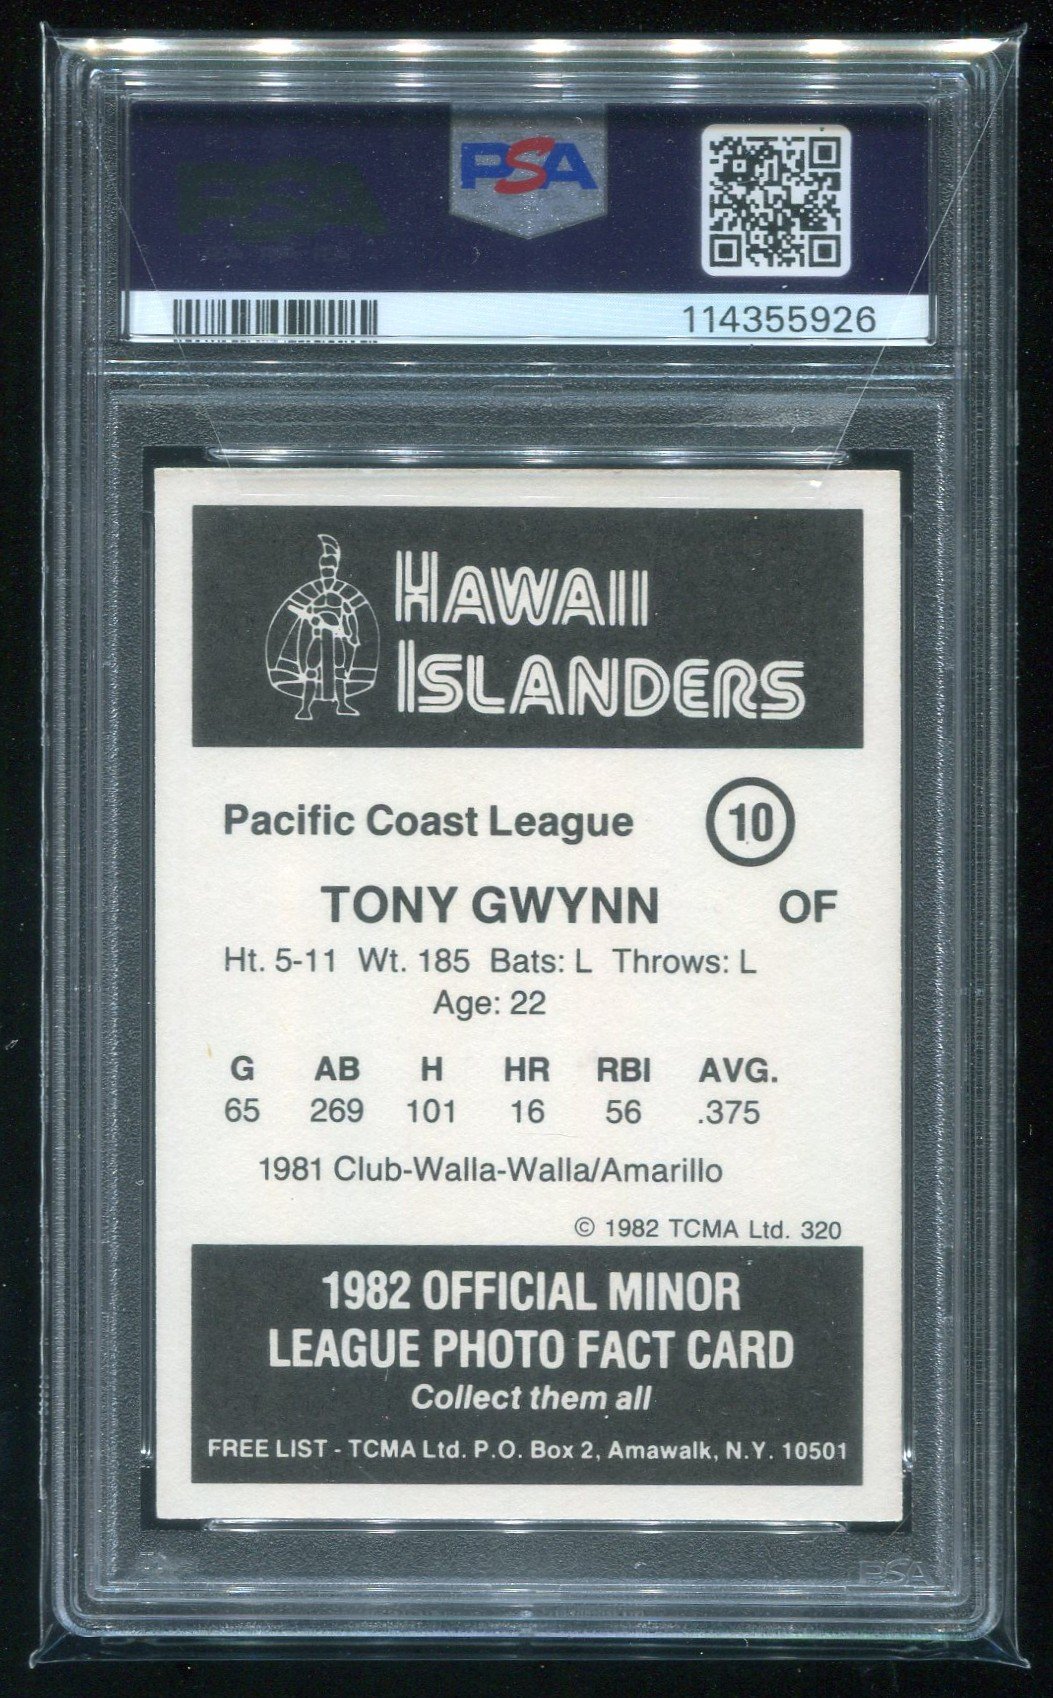 PSA
114355926
HAWAII
ISLANDERS
Pacific Coast League 10
TONY GWYNN OF
Ht. 5-11 Wt. 185 Bats: L Throws: L
Age: 22
G AB H HR RBI AVG.
65 269 101 16 56 .375
1981 Club-Walla-Walla/Amarillo
© 1982 TCMA Ltd. 320
1982 OFFICIAL MINOR
LEAGUE PHOTO FACT CARD
Collect them all
FREE LIST - TCMA Ltd. P.O. Box 2, Amawalk, N.Y. 10501
PSA